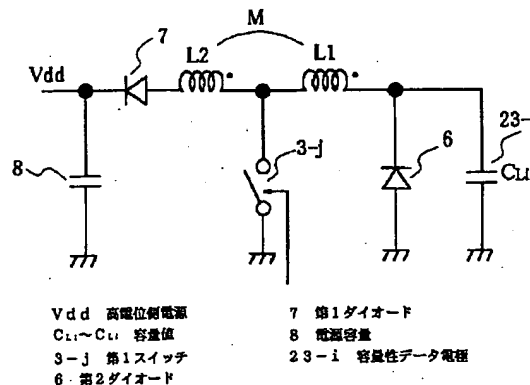 7
L2
M
L1
Vdd
8
3-j
6
23-
CLi
Vdd 高電位側電源
CL1〜CLi 容量値
3-j 第1スイッチ
6 第2ダイオード
7 第1ダイオード
8 電源容量
23-i 容量性データ電極